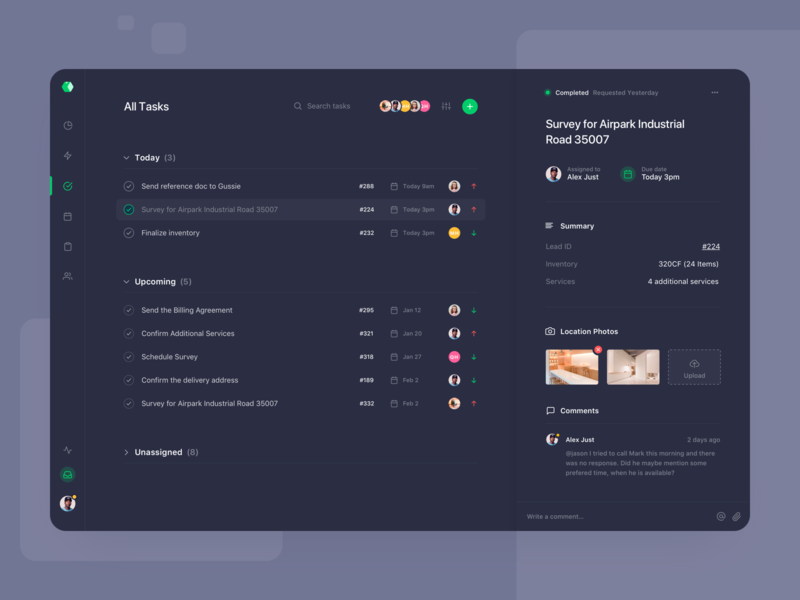 All Tasks
Search tasks
Today (3)
Send reference doc to Gussie #288 Today 9am
Survey for Airpark Industrial Road 35007 #224 Today 3pm
Finalize inventory #232 Today 3pm
Upcoming (5)
Send the Billing Agreement #295 Jan 12
Confirm Additional Services #321 Jan 20
Schedule Survey #318 Jan 27
Confirm the delivery address #189 Feb 2
Survey for Airpark Industrial Road 35007 #332 Feb 2
Unassigned (8)
Completed Requested Yesterday
Survey for Airpark Industrial
Road 35007
Assigned to
Alex Just
Due date
Today 3pm
Summary
Lead ID #224
Inventory 320CF (24 Items)
Services 4 additional services
Location Photos
Upload
Comments
Alex Just 2 days ago
@jason I tried to call Mark this morning and there
was no response. Did he maybe mention some
prefered time, when he is available?
Write a comment...